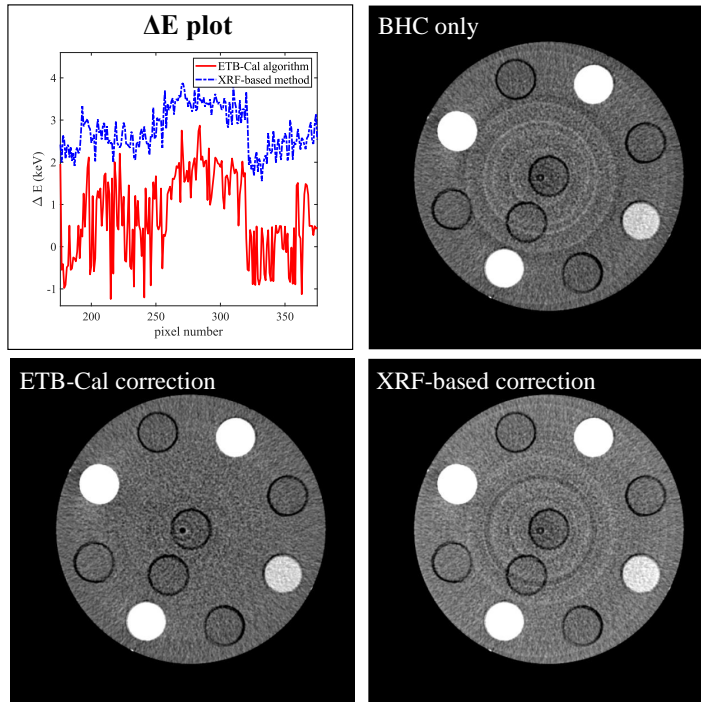 ΔE plot
ETB-Cal algorithm
XRF-based method
Δ E (keV)
4
3
2
1
0
-1
200
250
300
350
pixel number
BHC only
ETB-Cal correction
XRF-based correction